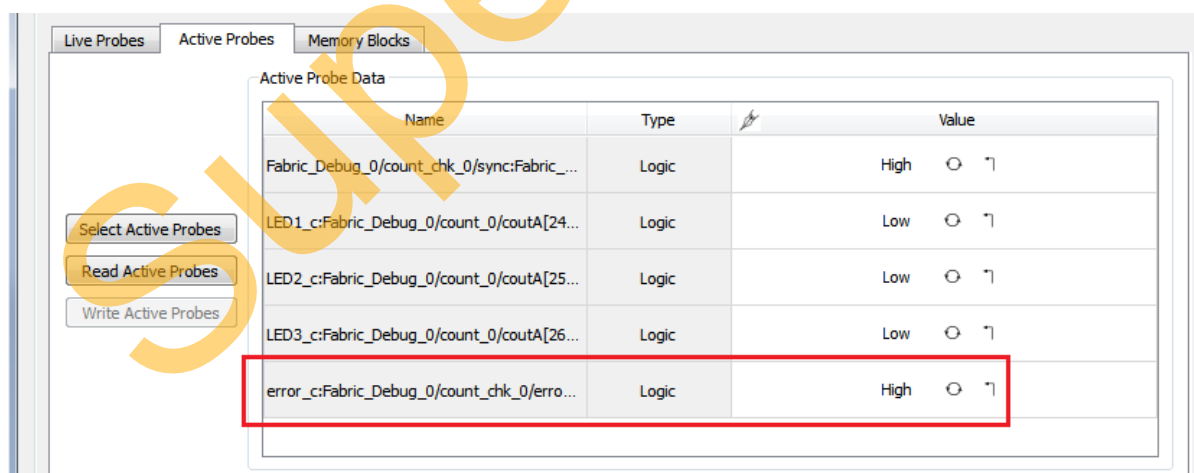 Live Probes Active Probes Memory Blocks
Active Probe Data
Name Type Value
Fabric_Debug_0/count_chk_0/sync:Fabric_... Logic High
Select Active Probes
LED1_c:Fabric_Debug_0/count_0/coutA[24... Logic Low
Read Active Probes
LED2_c:Fabric_Debug_0/count_0/coutA[25... Logic Low
Write Active Probes
LED3_c:Fabric_Debug_0/count_0/coutA[26... Logic Low
error_c:Fabric_Debug_0/count_chk_0/erro... Logic High
Supe